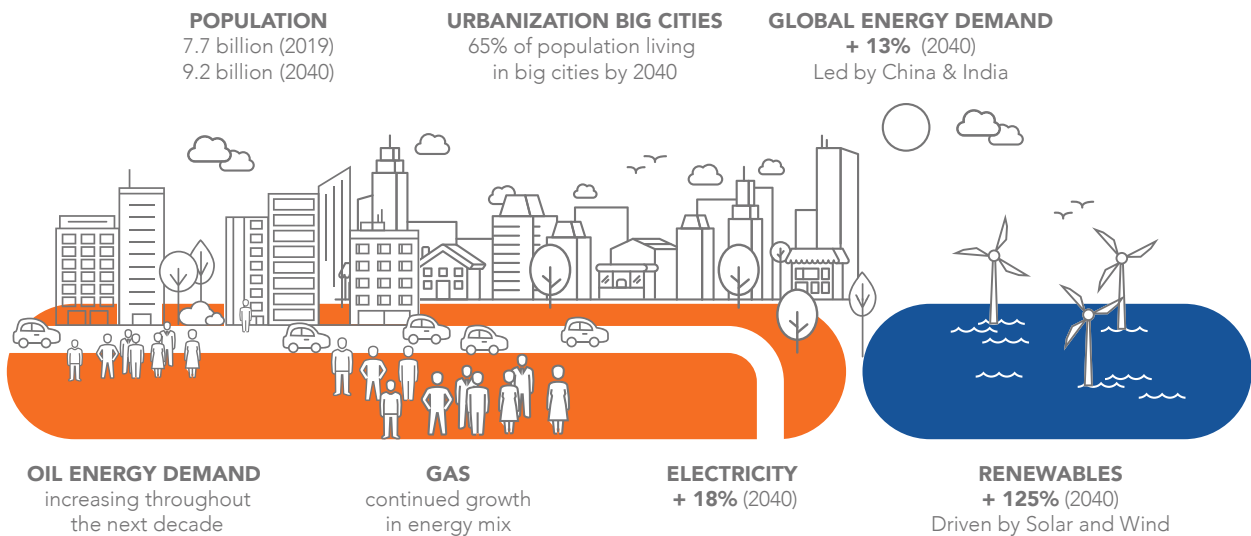 POPULATION
7.7 billion (2019)
9.2 billion (2040)
URBANIZATION BIG CITIES
65% of population living
in big cities by 2040
GLOBAL ENERGY DEMAND
+ 13% (2040)
Led by China & India
OIL ENERGY DEMAND
increasing throughout
the next decade
GAS
continued growth
in energy mix
ELECTRICITY
+ 18% (2040)
RENEWABLES
+ 125% (2040)
Driven by Solar and Wind